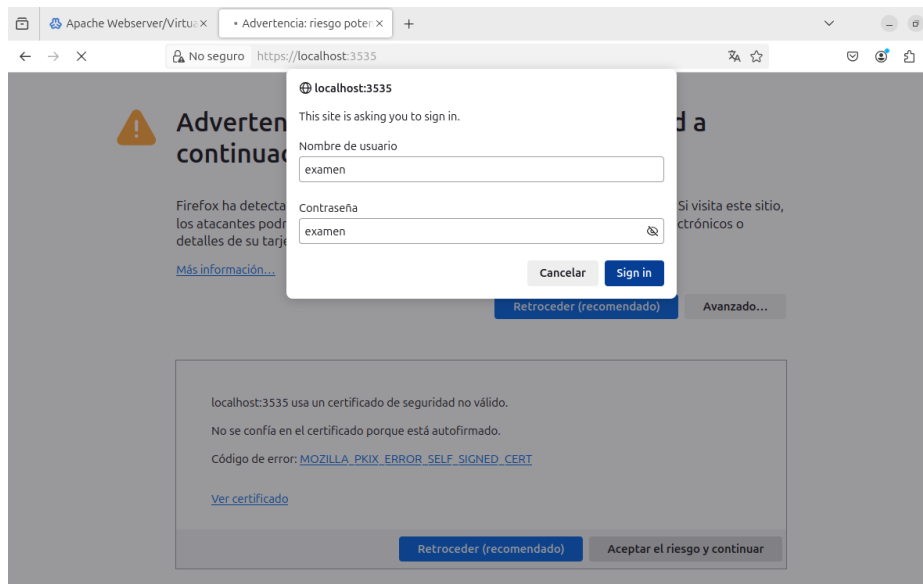 Apache Webserver/Virtua
• Advertencia: riesgo poten
No seguro https://localhost:3535
localhost:3535
This site is asking you to sign in.
Nombre de usuario
examen
Contraseña
examen
Cancelar Sign in
Adverten d a
continuac
Firefox ha detecta Si visita este sitio,
los atacantes podr ctrónicos o
detalles de su tarje
Más información…
Retroceder (recomendado) Avanzado…
localhost:3535 usa un certificado de seguridad no válido.
No se confía en el certificado porque está autofirmado.
Código de error: MOZILLA_PKIX_ERROR_SELF_SIGNED_CERT
Ver certificado
Retroceder (recomendado) Aceptar el riesgo y continuar